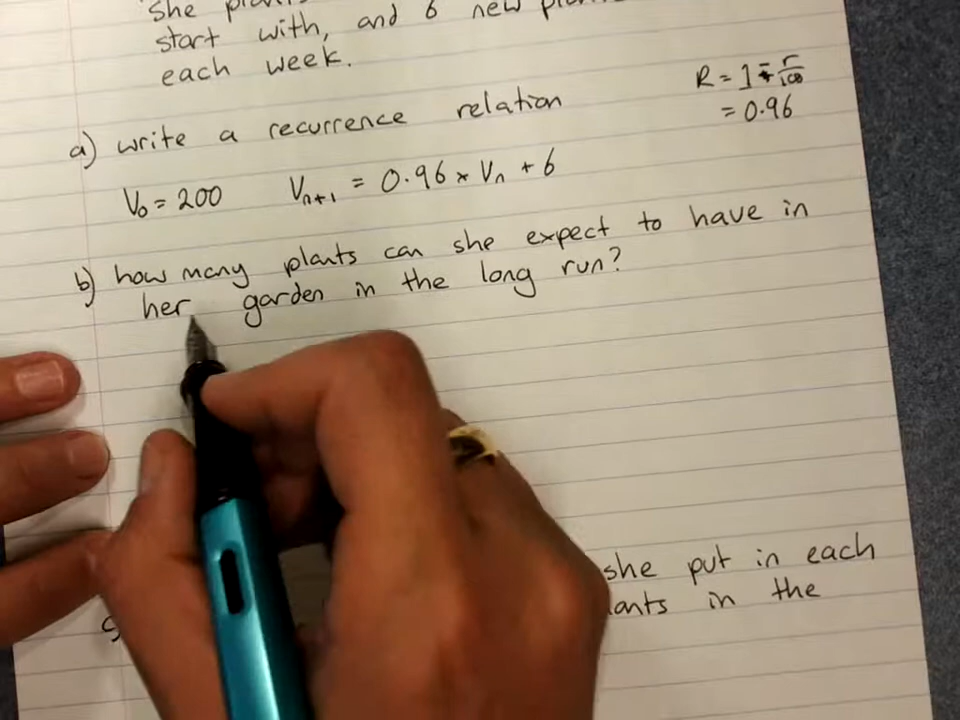 she
start with, and 6 new
each week.
R = 1 - r/100
= 0.96
a) write a recurrence relation
V₀ = 200 Vₙ₊₁ = 0.96 × Vₙ + 6
b) how many plants can she expect to have in
her garden in the long run?
she put in each
in the